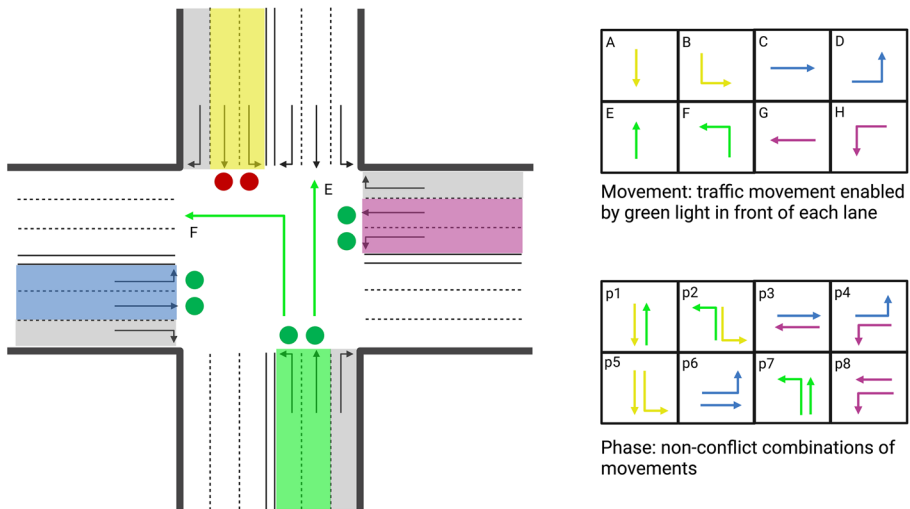 A B C D
E F G H
Movement: traffic movement enabled
by green light in front of each lane
E
F
p1 p2 p3 p4
p5 p6 p7 p8
Phase: non-conflict combinations of
movements